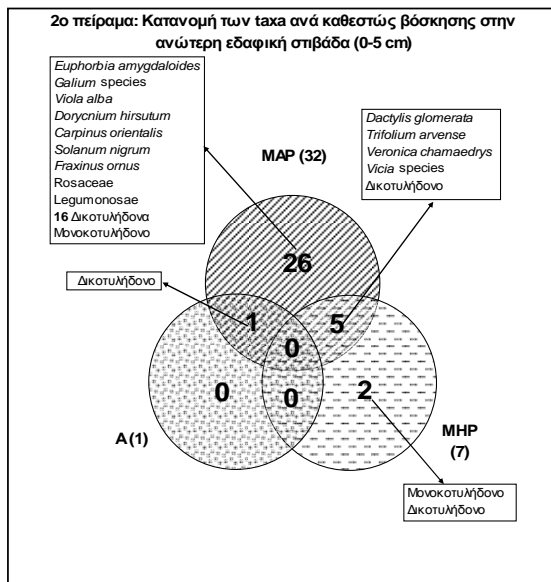 2ο πείραμα: Κατανομή των taxa ανά καθεστώς βόσκησης στην
ανώτερη εδαφική στιβάδα (0-5 cm)
Euphorbia amygdaloides
Galium species
Viola alba
Dorycnium hirsutum
Carpinus orientalis
Solanum nigrum
Fraxinus ornus
Rosaceae
Legumonosae
16 Δικοτυλήδονα
Μονοκοτυλήδονο
Dactylis glomerata
Trifolium arvense
Veronica chamaedrys
Vicia species
Δικοτυλήδονο
ΜΑΡ (32)
26
Δικοτυλήδονο
1
5
0
0
0
2
Α (1)
ΜΗΡ
(7)
Μονοκοτυλήδονο
Δικοτυλήδονο